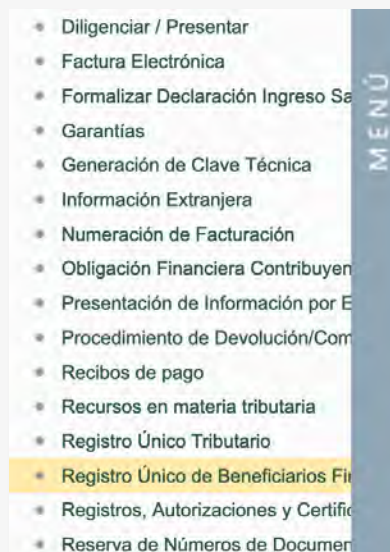 Diligenciar / Presentar
Factura Electrónica
Formalizar Declaración Ingreso Sa
Garantías
Generación de Clave Técnica
Información Extranjera
Numeración de Facturación
Obligación Financiera Contribuyen
Presentación de Información por E
Procedimiento de Devolución/Com
Recibos de pago
Recursos en materia tributaria
Registro Único Tributario
Registro Único de Beneficiarios Fi
Registros, Autorizaciones y Certific
Reserva de Números de Documen
MENÚ